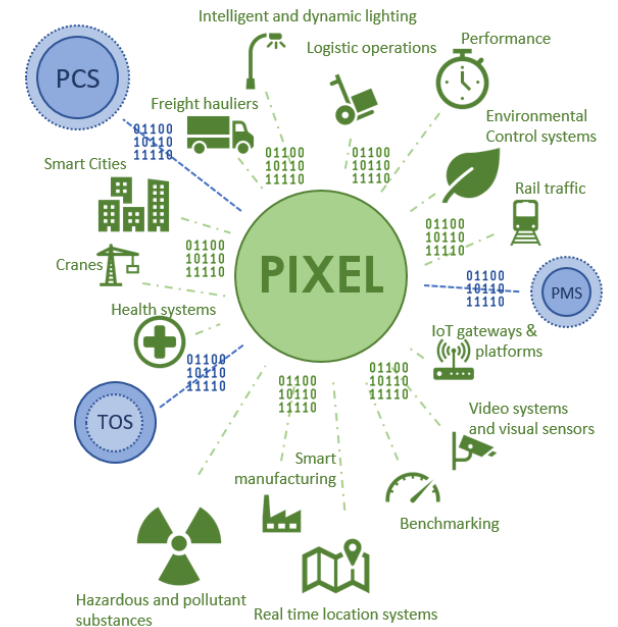 Intelligent and dynamic lighting
Logistic operations
Performance
PCS
Freight hauliers
01100
10110
11110
Environmental
Control systems
01100
10110
11110
01100
10110
11110
Smart Cities
Rail traffic
01100
10110
11110
01100
10110
11110
Cranes
PIXEL
01100
10110
11110
PMS
Health systems
IoT gateways &
platforms
01100
10110
11110
01100
10110
11110
01100
10110
11110
TOS
Video systems
and visual sensors
Smart
manufacturing
Benchmarking
Hazardous and pollutant
substances
Real time location systems